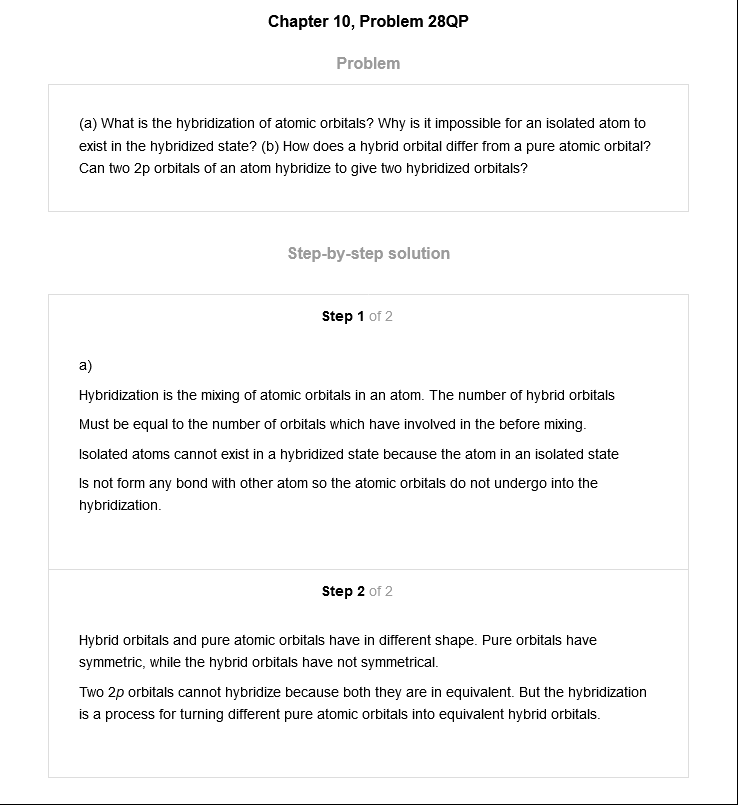 Chapter 10, Problem 28QP
Problem
(a) What is the hybridization of atomic orbitals? Why is it impossible for an isolated atom to
exist in the hybridized state? (b) How does a hybrid orbital differ from a pure atomic orbital?
Can two 2p orbitals of an atom hybridize to give two hybridized orbitals?
Step-by-step solution
Step 1 of 2
a)
Hybridization is the mixing of atomic orbitals in an atom. The number of hybrid orbitals
Must be equal to the number of orbitals which have involved in the before mixing.
Isolated atoms cannot exist in a hybridized state because the atom in an isolated state
Is not form any bond with other atom so the atomic orbitals do not undergo into the
hybridization.
Step 2 of 2
Hybrid orbitals and pure atomic orbitals have in different shape. Pure orbitals have
symmetric, while the hybrid orbitals have not symmetrical.
Two 2p orbitals cannot hybridize because both they are in equivalent. But the hybridization
is a process for turning different pure atomic orbitals into equivalent hybrid orbitals.